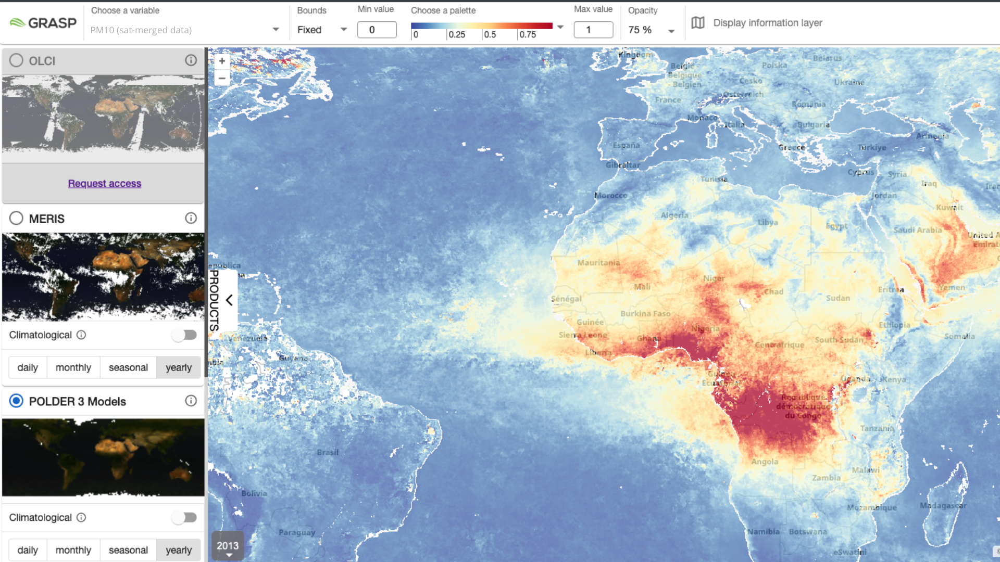 GRASP
Choose a variable
PM10 (sat-merged data)
Bounds
Fixed
Min value
0
Choose a palette
0
0.25
0.5
0.75
Max value
1
Opacity
75 %
Display information layer
OLCI
Request access
MERIS
Climatological
daily monthly seasonal yearly
POLDER 3 Models
Climatological
daily monthly seasonal yearly
+
−
PRODUCTS
2013
Kingdom
België
Belgique
- Belgien
Polska
Belarus
Česko
Ukraine
Österreich
France
Romania
Monaco
Italia
Bulgaria
Armenia
España
Greece
Türkiye
Gibraltar
Tunisia
Cyprus
Syria
Iraq
Iran
Morocco
Jordan
Kuwait
Algeria
Libya
Egypt
Saudi Arabia
United A
Emirat
Mauritania
Mali
Niger
Chad
Sudan
Eritrea
Yemen
Sénégal
Burkina Faso
Guinée
Sierra Leone
Ghana
Nigeria
Liberia
Centrafrique
South Sudan
Ethiopia
Somalia
Guinea
Ecuatorial
Uganda
Kenya
République
démocratique
du Congo
Tanzania
Angola
Zambia
Malawi
Mozambique
Madagascar
Namibia
Botswana
eSwatini
epública
na
Venezuela
mbia
Guyana
Brasil
Bolivia
Paraguay